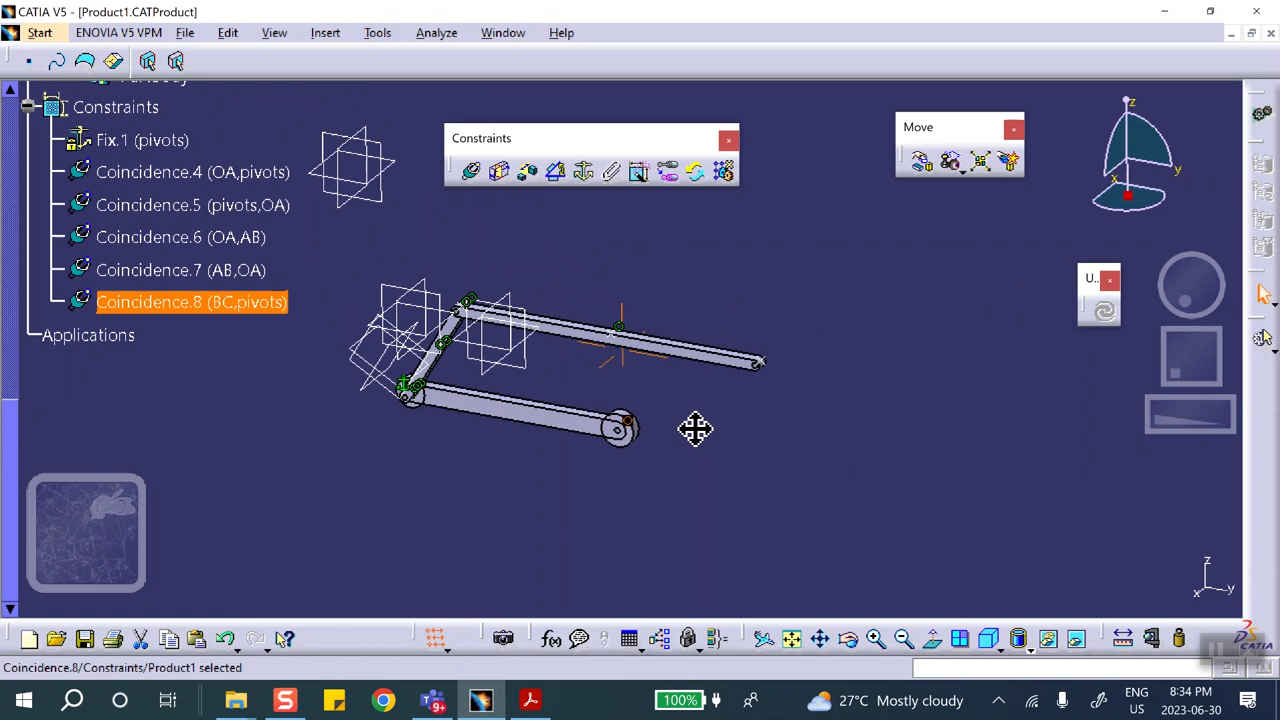 CATIA V5 - [Product1.CATProduct]
Start ENOVIA V5 VPM File Edit View Insert Tools Analyze Window Help
Constraints
Fix.1 (pivots)
Coincidence.4 (OA,pivots)
Coincidence.5 (pivots,OA)
Coincidence.6 (OA,AB)
Coincidence.7 (AB,OA)
Coincidence.8 (BC,pivots)
Applications
Constraints
Move
U..
z
y
x
z
y
x
f(x)
CATIA
Coincidence.8/Constraints/Product1 selected
9+
100%
27°C Mostly cloudy
ENG
US
8:34 PM
2023-06-30